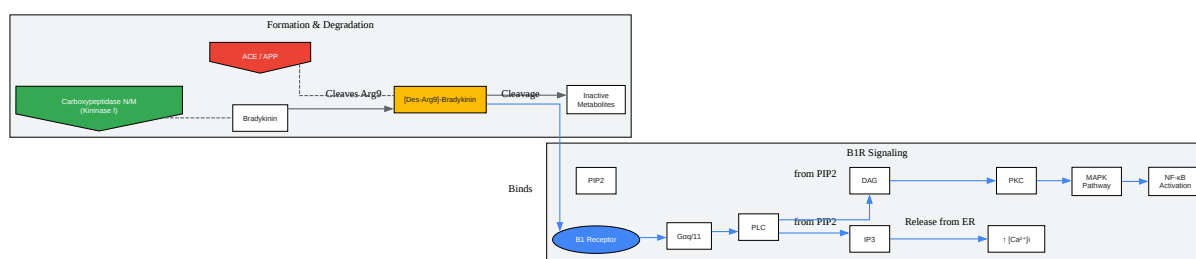 Formation & Degradation
ACE / APP
Carboxypeptidase N/M
(Kininase I)
Cleaves Arg9
[Des-Arg9]-Bradykinin
Cleavage
Inactive
Metabolites
Bradykinin
B1R Signaling
Binds
PIP2
from PIP2
DAG
PKC
MAPK
Pathway
NF-κB
Activation
B1 Receptor
Gαq/11
PLC
from PIP2
IP3
Release from ER
↑ [Ca²⁺]i